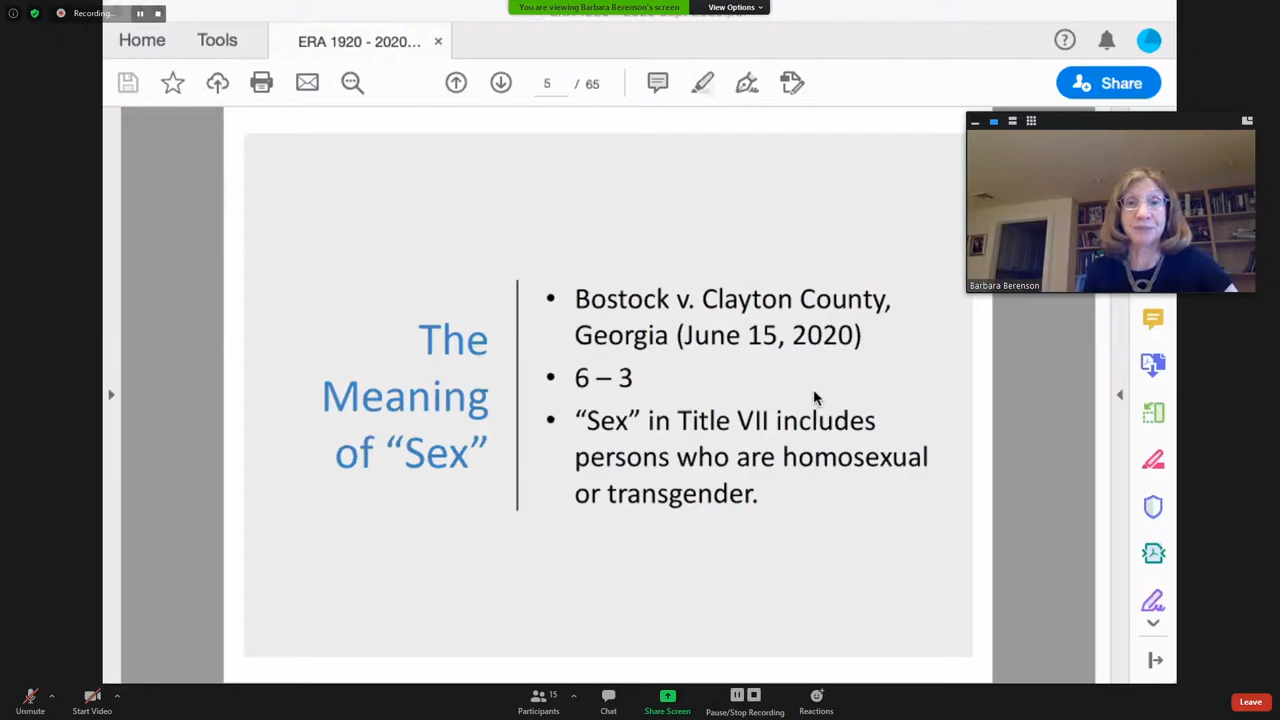 Recording...
You are viewing Barbara Berenson's screen
View Options
Home
Tools
ERA 1920 - 2020...
5 / 65
Share
Barbara Berenson
The
Meaning
of “Sex”
• Bostock v. Clayton County,
Georgia (June 15, 2020)
• 6 – 3
• “Sex” in Title VII includes
persons who are homosexual
or transgender.
Unmute
Start Video
15
Participants
Chat
Share Screen
Pause/Stop Recording
Reactions
Leave